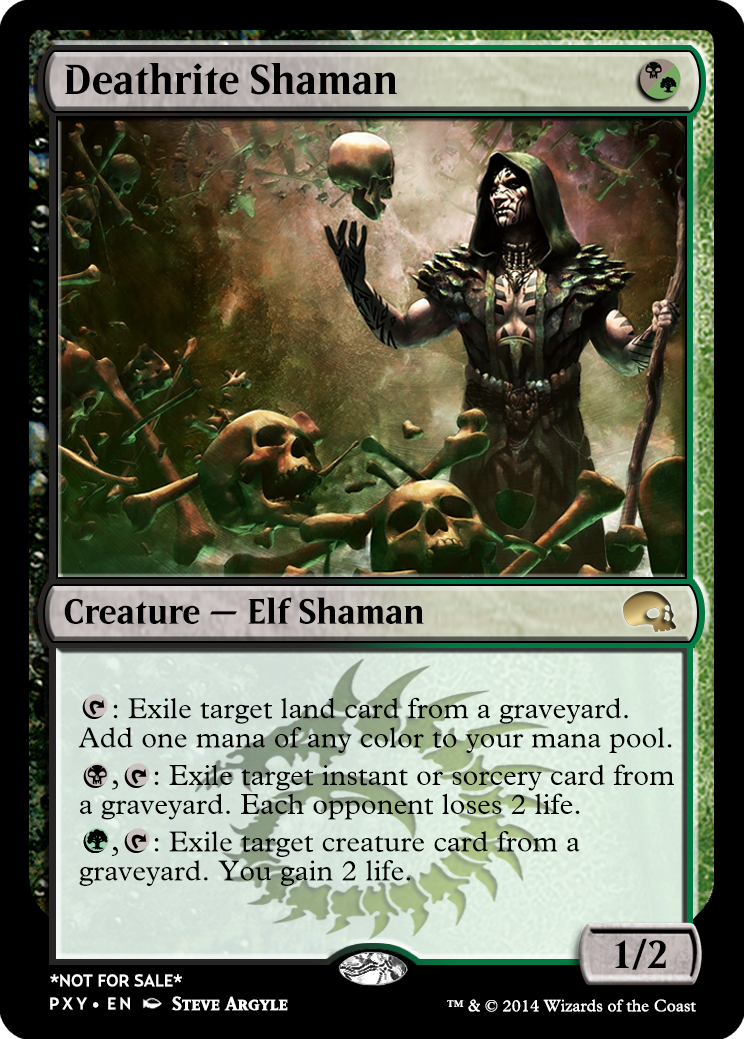 Deathrite Shaman
Creature — Elf Shaman
: Exile target land card from a graveyard.
Add one mana of any color to your mana pool.
, : Exile target instant or sorcery card from
a graveyard. Each opponent loses 2 life.
, : Exile target creature card from a
graveyard. You gain 2 life.
1/2
*NOT FOR SALE*
PXY • EN STEVE ARGYLE
™ & © 2014 Wizards of the Coast